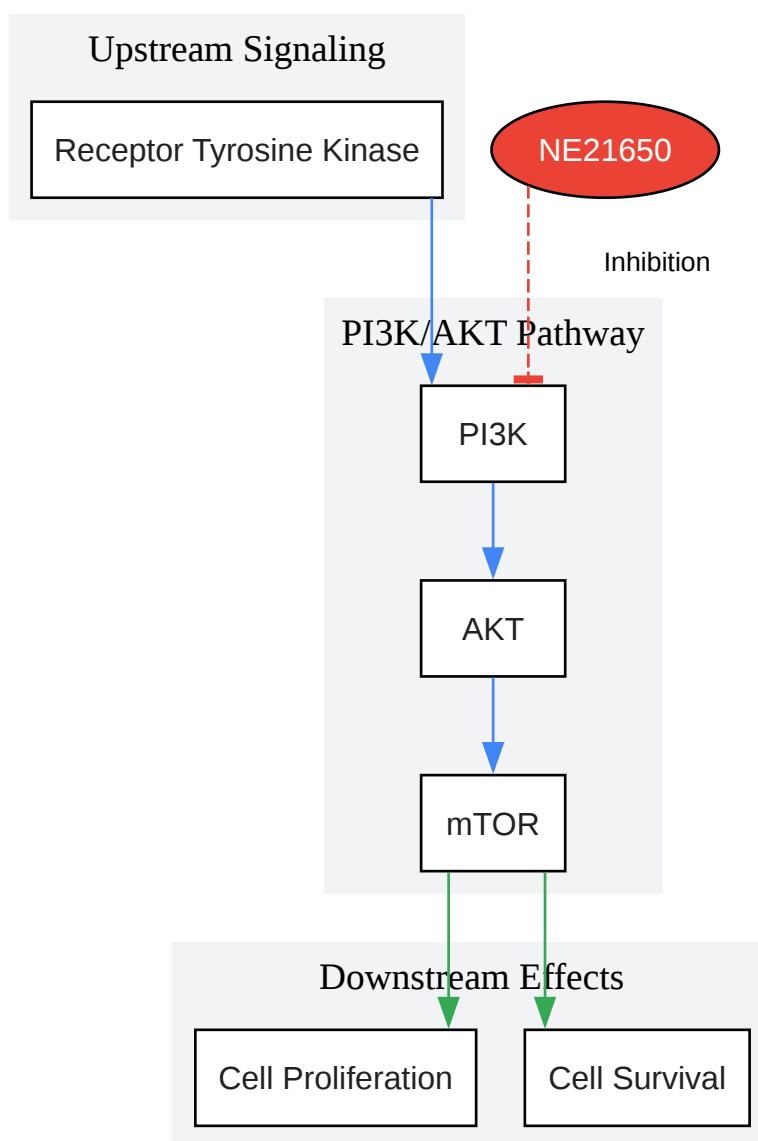 Upstream Signaling
Receptor Tyrosine Kinase
NE21650
Inhibition
PI3K/AKT Pathway
PI3K
AKT
mTOR
Downstream Effects
Cell Proliferation
Cell Survival